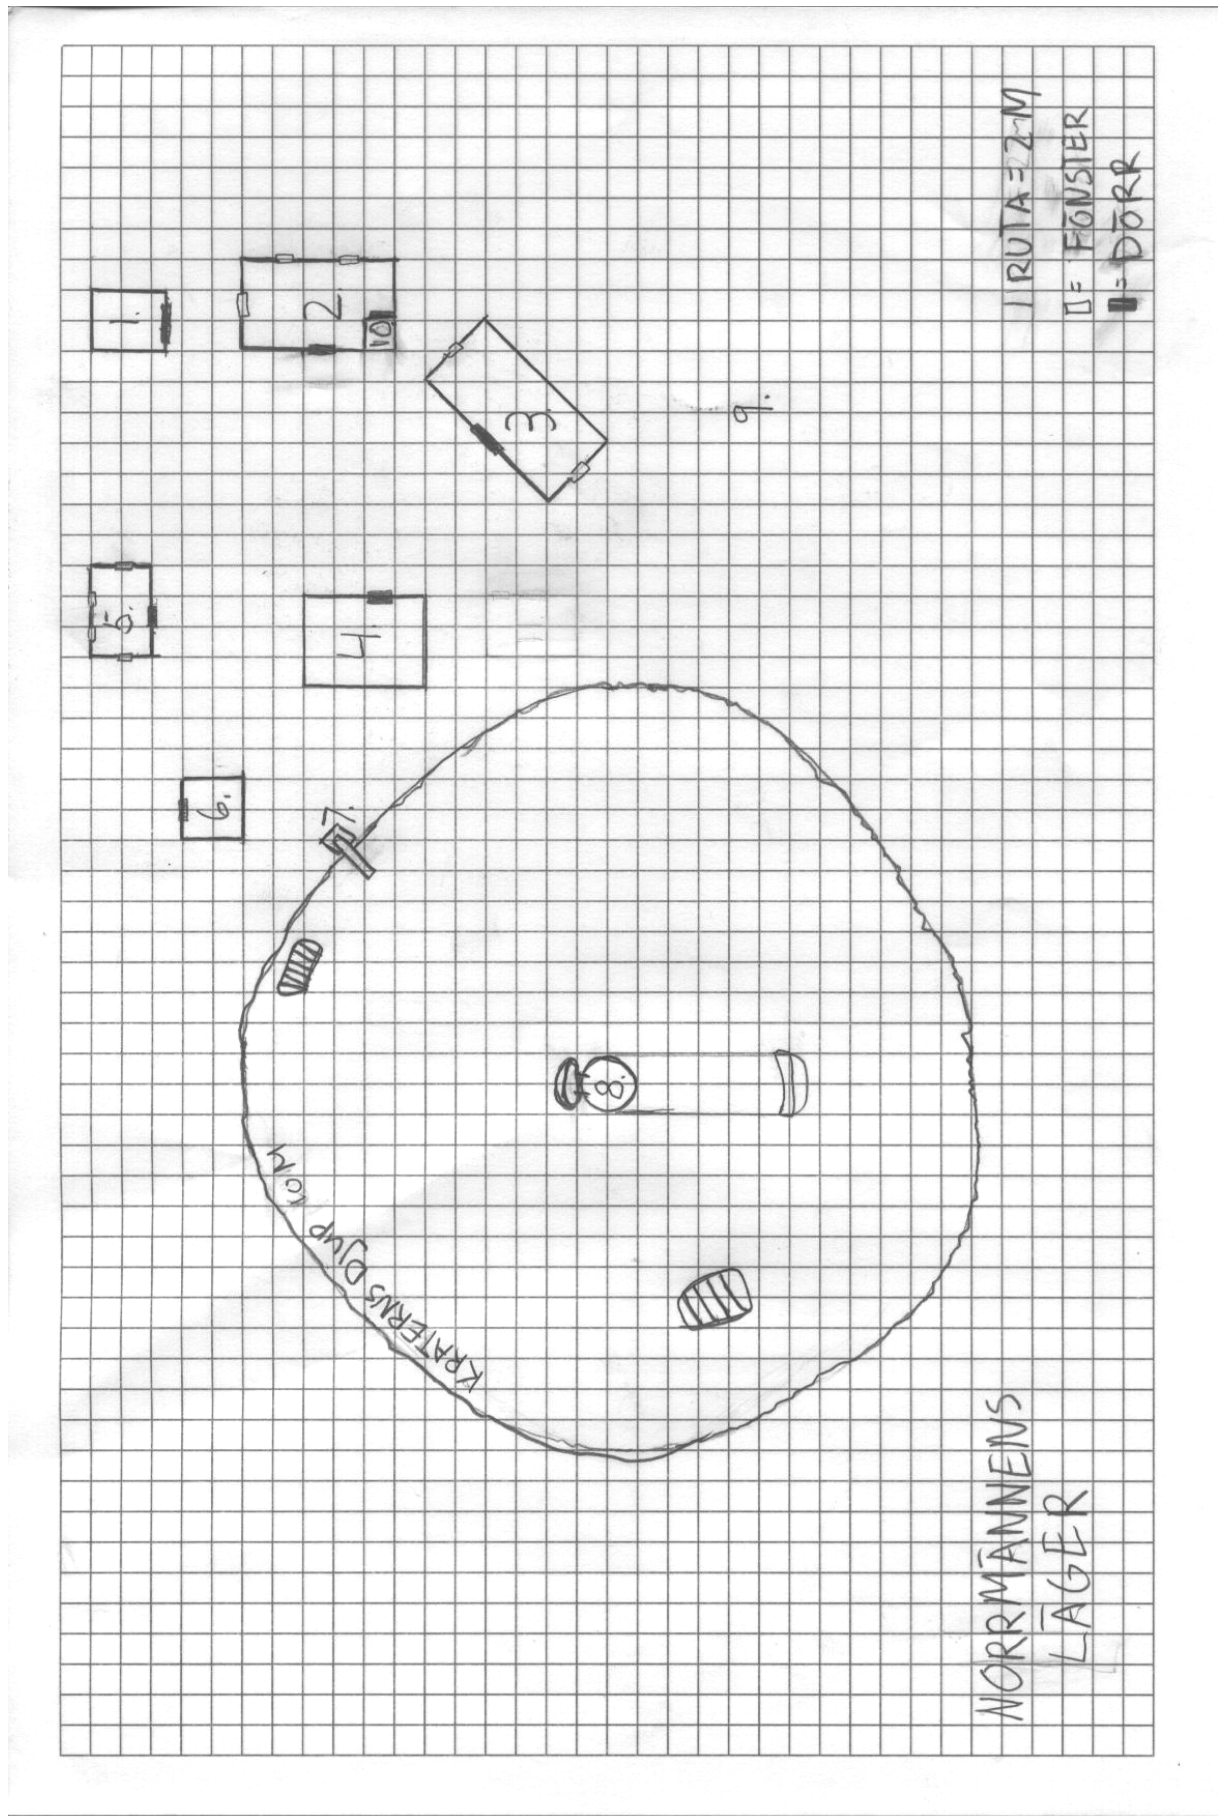 1.
5.
6.
2.
10
4.
7.
KRATERNS DJUP 10M
3.
8.
9.
NORRMÄNNENS
LÄGER
1 RUTA=2M
= FÖNSTER
= DÖRR